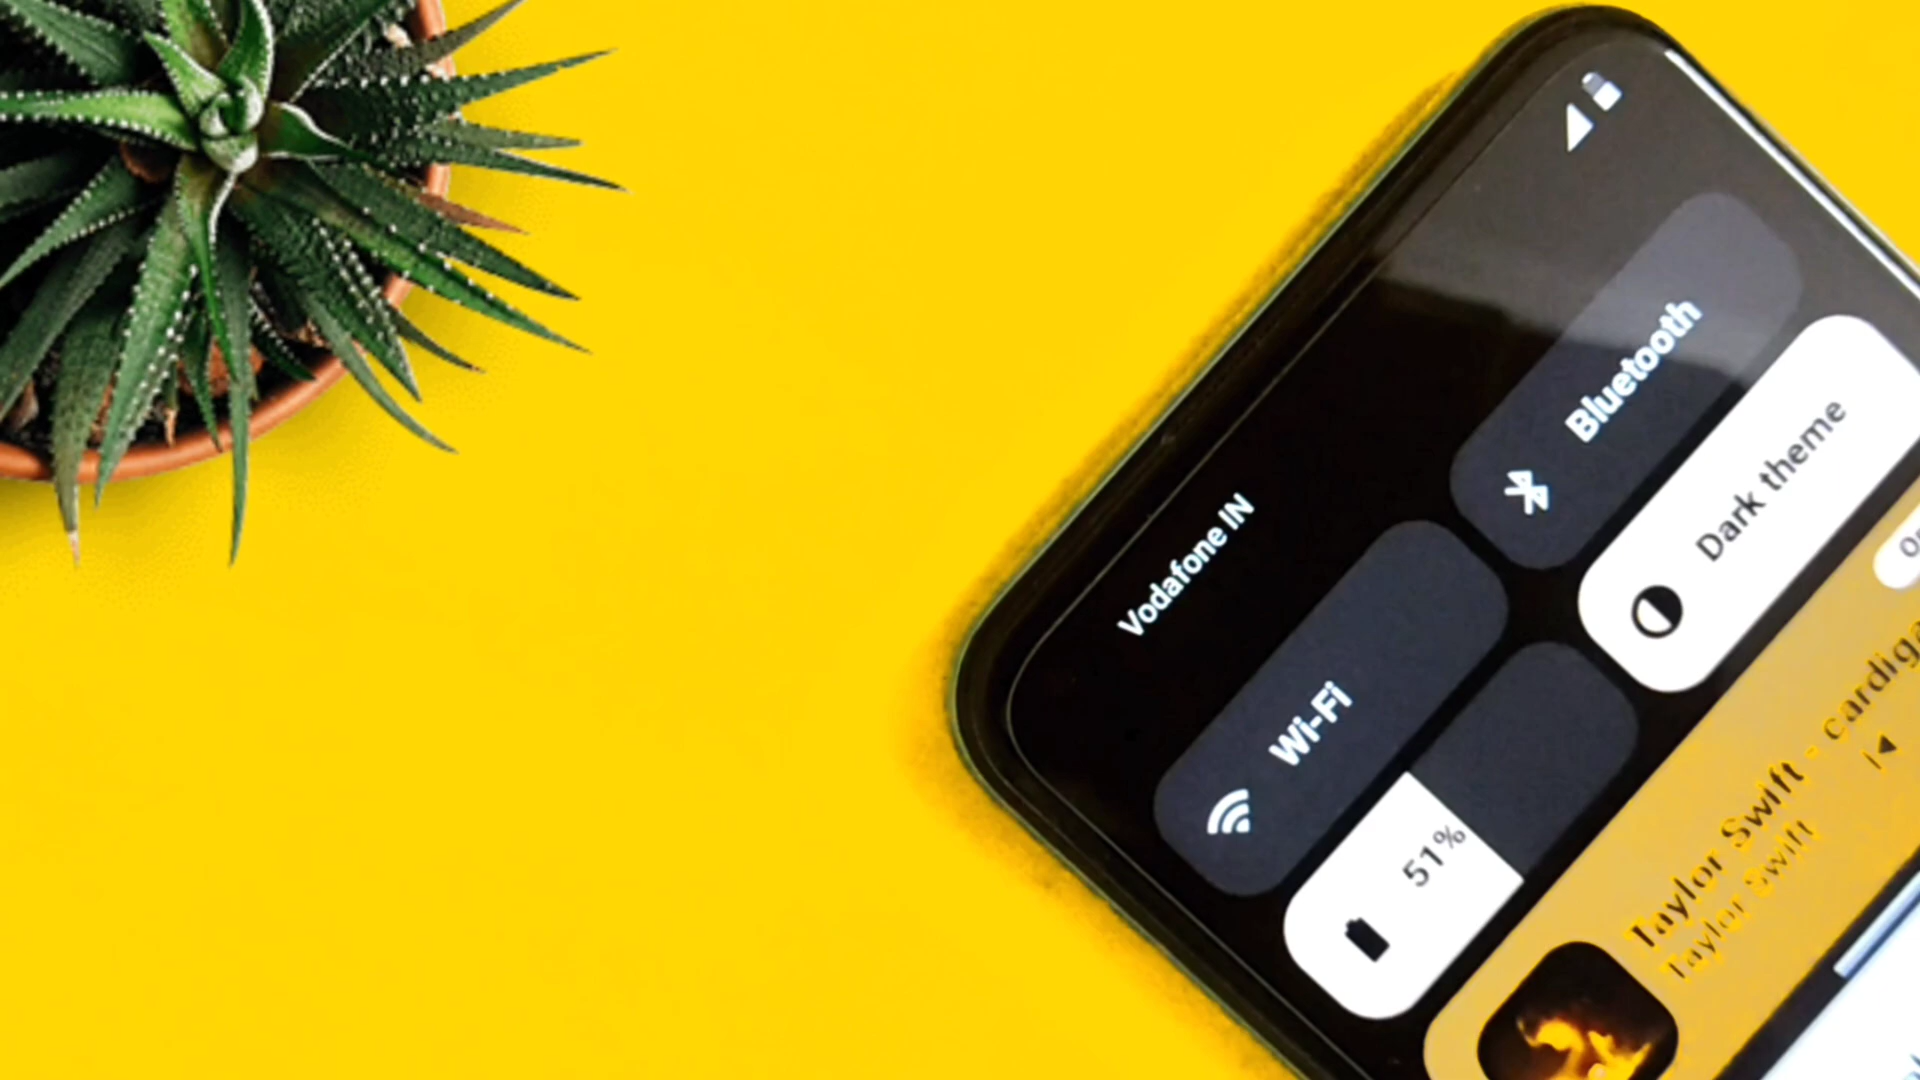 Vodafone IN
Wi-Fi
Bluetooth
51%
Dark theme
Taylor Swift - cardiga
Taylor Swift